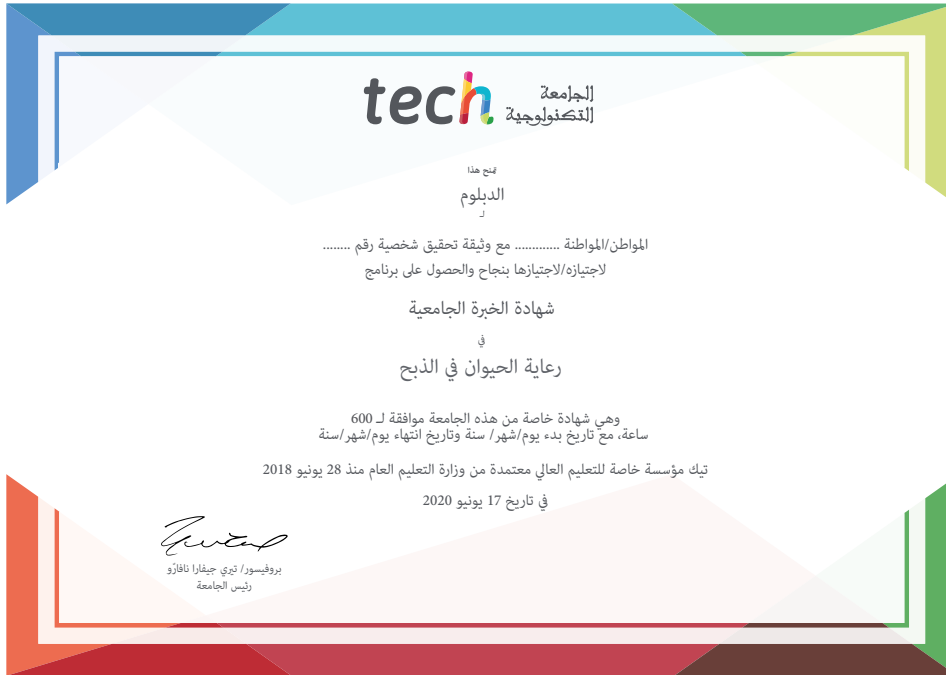 tech الجامعة
التكنولوجية
تمنح هذا
الدبلوم
لـ
المواطن/المواطنة ............ مع وثيقة تحقيق شخصية رقم ........
لاجتيازه/لاجتيازها بنجاح والحصول على برنامج
شهادة الخبرة الجامعية
في
رعاية الحيوان في الذبح
وهي شهادة خاصة من هذه الجامعة موافقة لـ 600
ساعة، مع تاريخ بدء يوم/شهر/ سنة وتاريخ انتهاء يوم/شهر/سنة
تيك مؤسسة خاصة للتعليم العالي معتمدة من وزارة التعليم العام منذ 28 يونيو 2018
في تاريخ 17 يونيو 2020
بروفيسور/ تيري جيفارا نافارّو
رئيس الجامعة